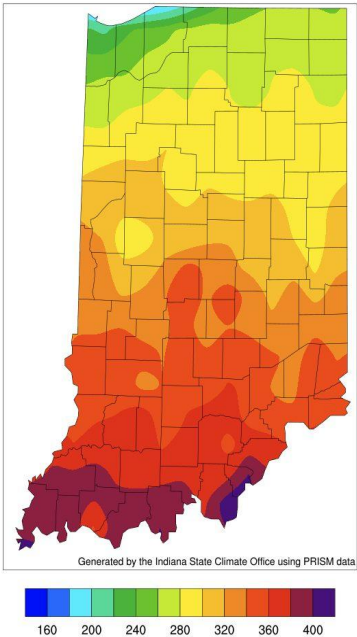 Generated by the Indiana State Climate Office using PRISM data
160 200 240 280 320 360 400